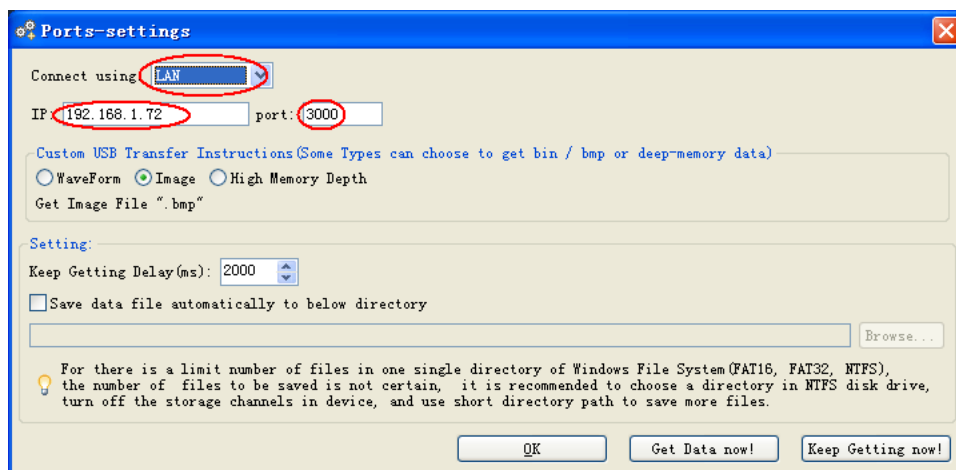 Ports-settings
Connect using: LAN
IP: 192.168.1.72 port: 3000
Custom USB Transfer Instructions(Some Types can choose to get bin / bmp or deep-memory data)
WaveForm Image High Memory Depth
Get Image File ".bmp"
Setting:
Keep Getting Delay(ms): 2000
Save data file automatically to below directory
Browse...
For there is a limit number of files in one single directory of Windows File System(FAT16, FAT32, NTFS),
the number of files to be saved is not certain, it is recommended to choose a directory in NTFS disk drive,
turn off the storage channels in device, and use short directory path to save more files.
OK Get Data now! Keep Getting now!